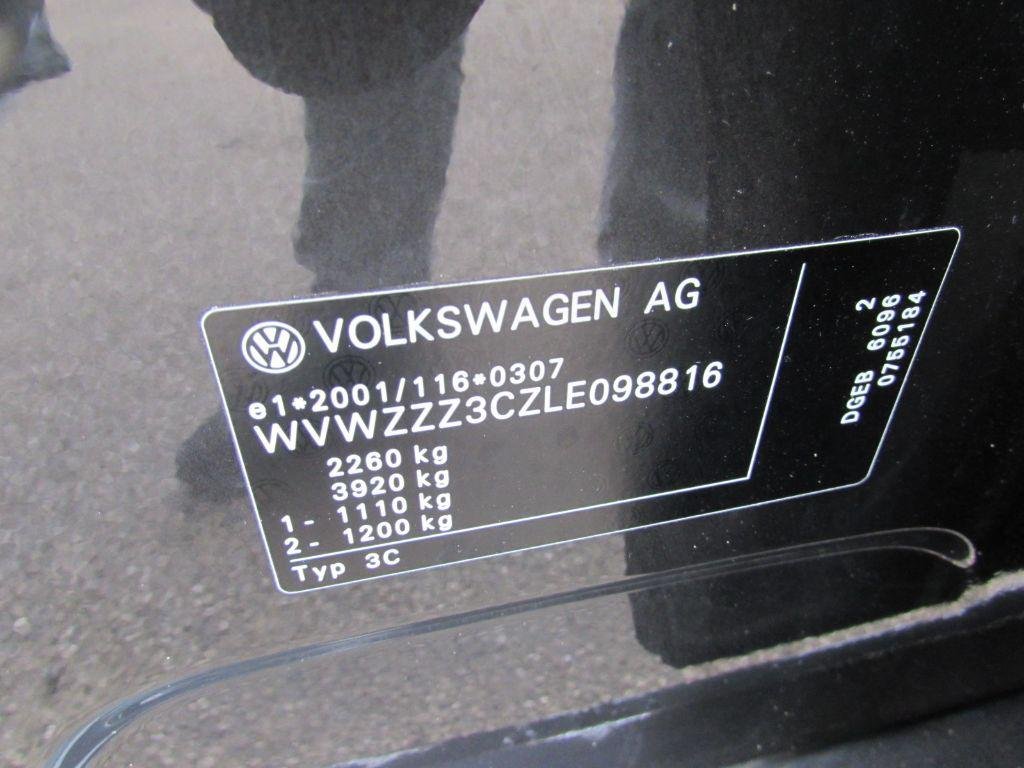 VOLKSWAGEN AG
e1*2001/116*0307
WVWZZZ3CZLE098816
2260 kg
3920 kg
1- 1110 kg
2- 1200 kg
Typ 3C
2
DGEB 6096
0755184